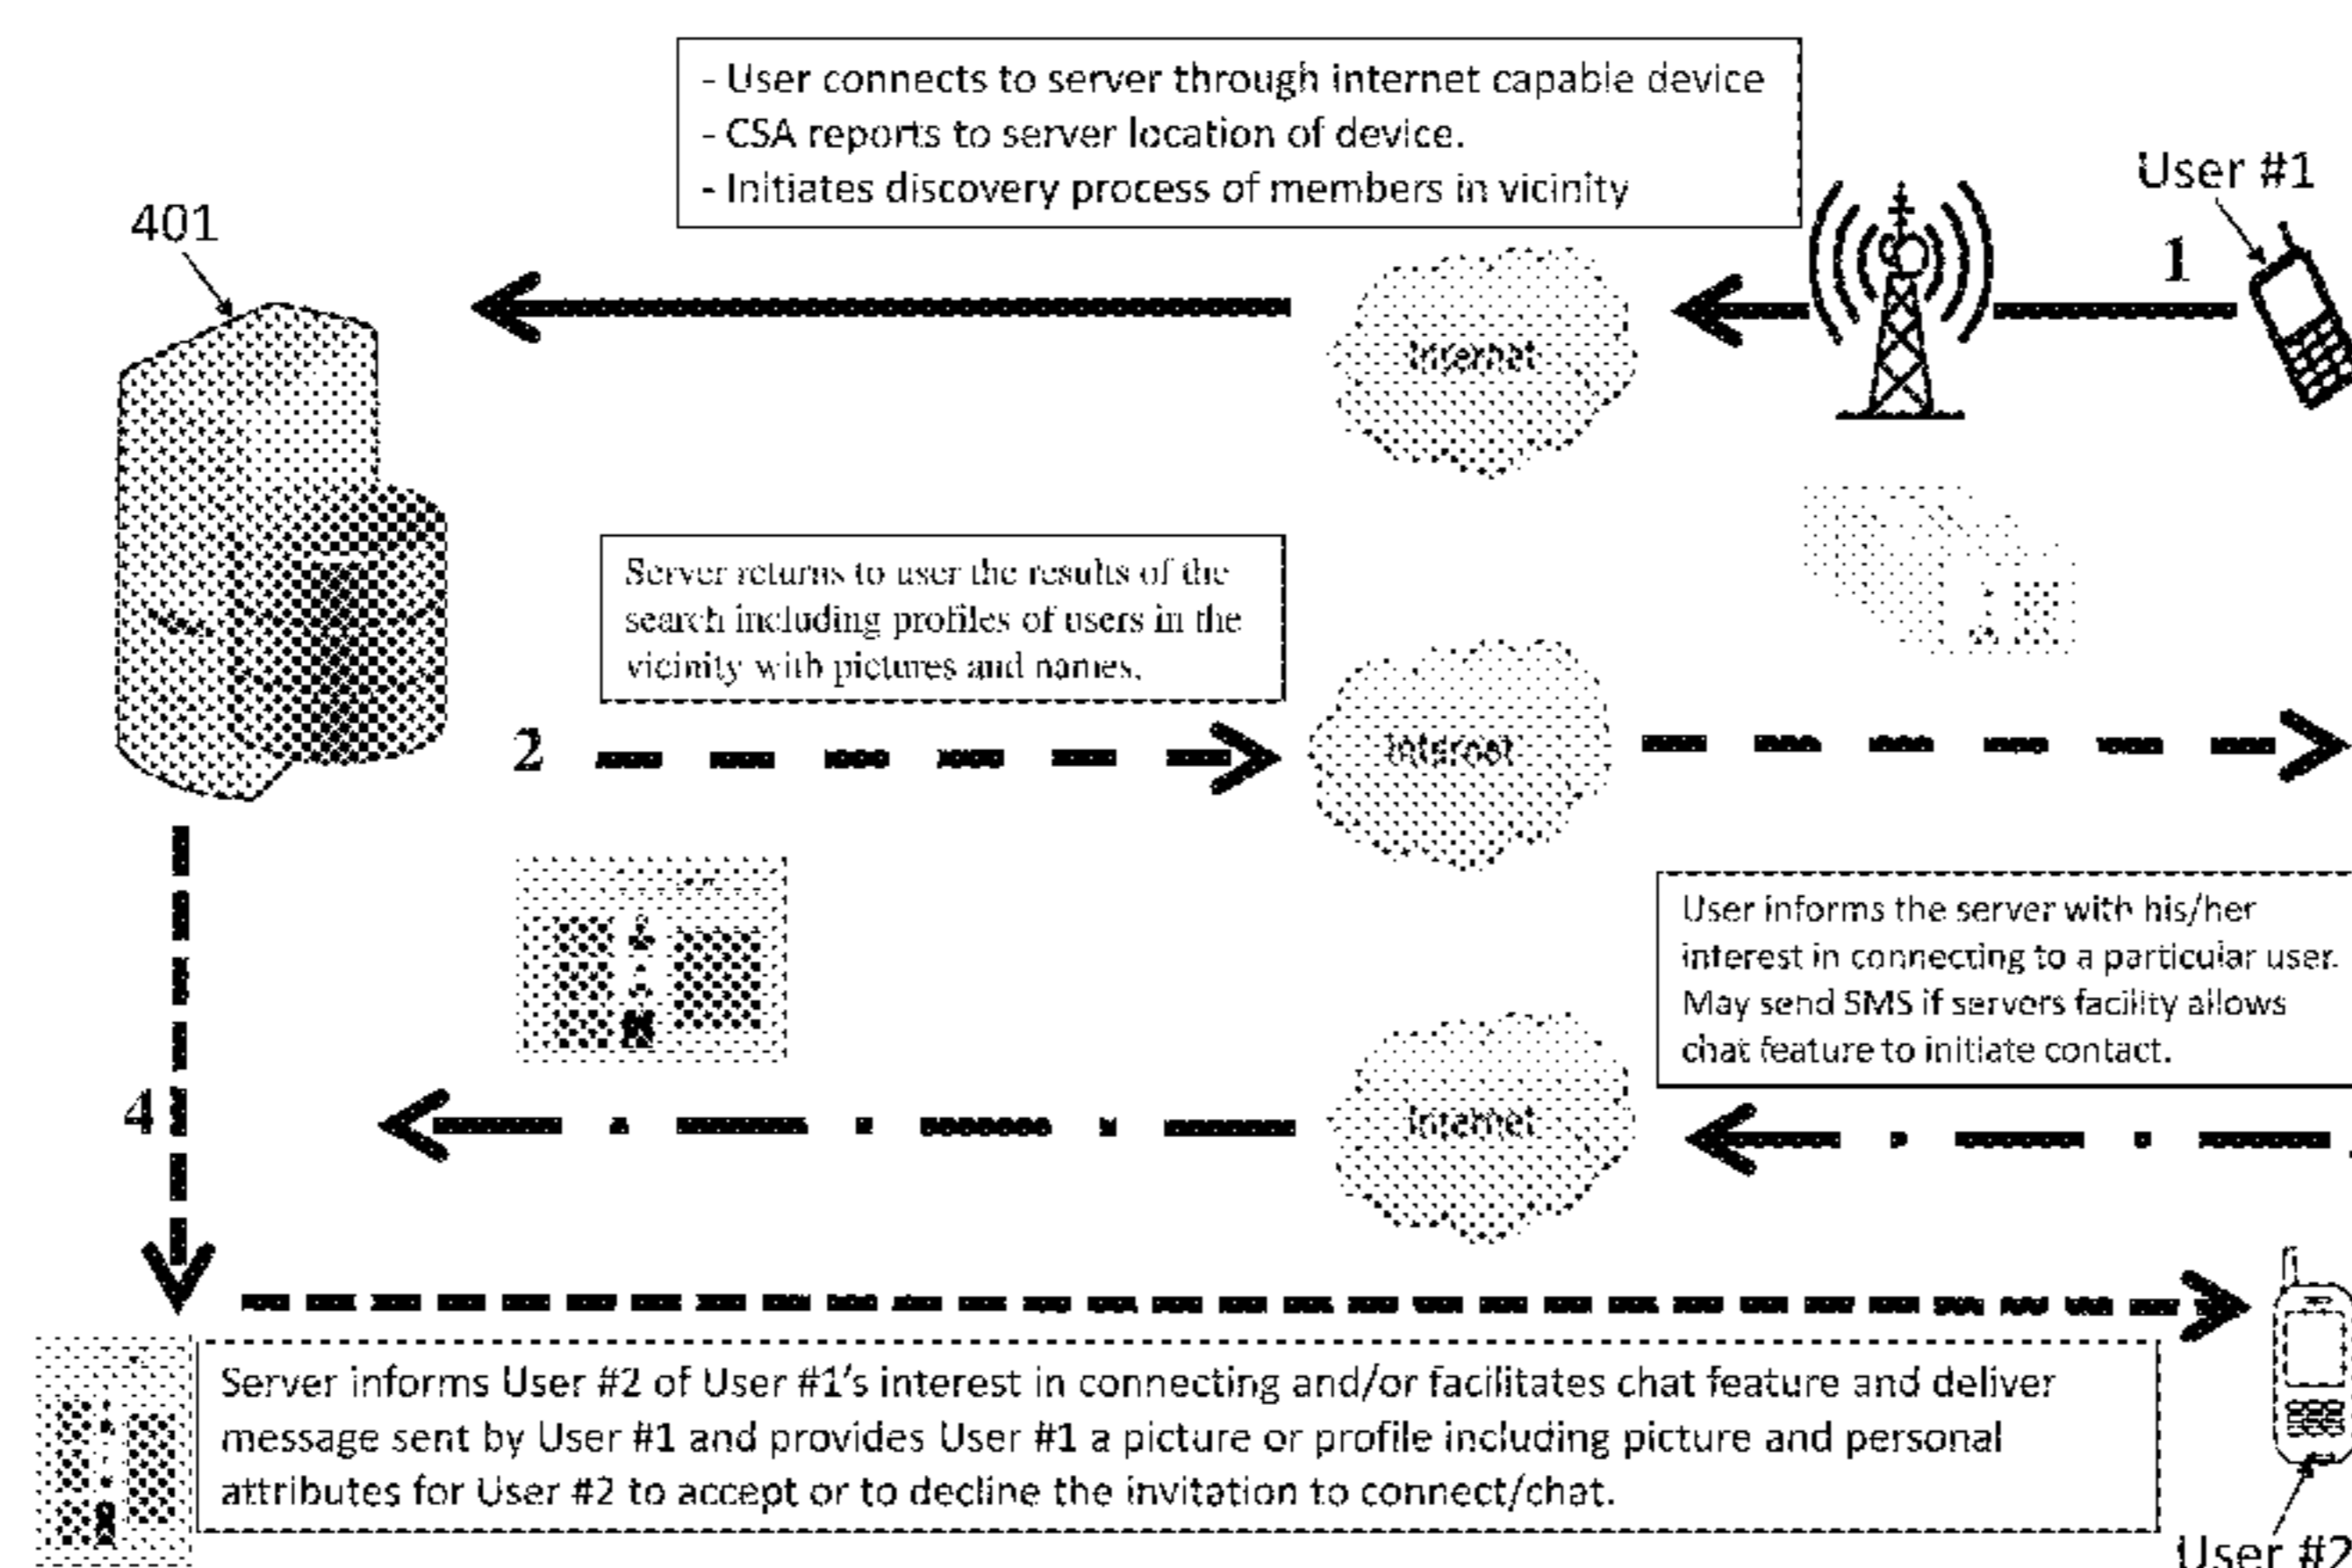 - User connects to server through internet capable device
- CSA reports to server location of device.
- Initiates discovery process of members in vicinity
User #1
401
1
Internet
Server returns to user the results of the
search including profiles of users in the
vicinity with pictures and names.
2
Internet
User informs the server with his/her
interest in connecting to a particular user.
May send SMS if servers facility allows
chat feature to initiate contact.
4
Internet
Server informs User #2 of User #1's interest in connecting and/or facilitates chat feature and deliver
message sent by User #1 and provides User #1 a picture or profile including picture and personal
attributes for User #2 to accept or to decline the invitation to connect/chat.
User #2